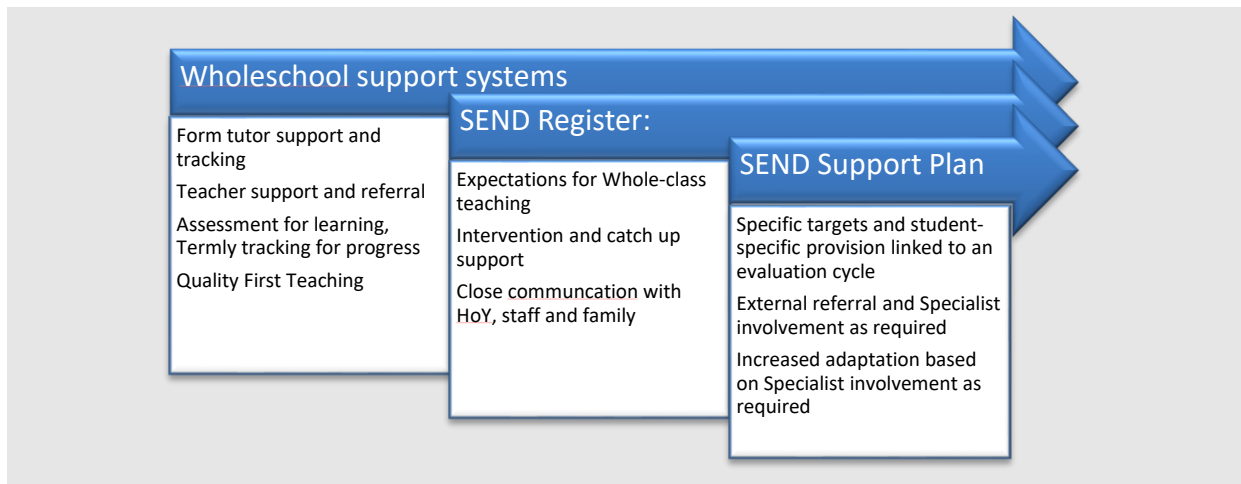 Wholeschool support systems
Form tutor support and
tracking
Teacher support and referral
Assessment for learning,
Termly tracking for progress
Quality First Teaching
SEND Register:
Expectations for Whole-class
teaching
Intervention and catch up
support
Close communcation with
HoY, staff and family
SEND Support Plan
Specific targets and student-
specific provision linked to an
evaluation cycle
External referral and Specialist
involvement as required
Increased adaptation based
on Specialist involvement as
required